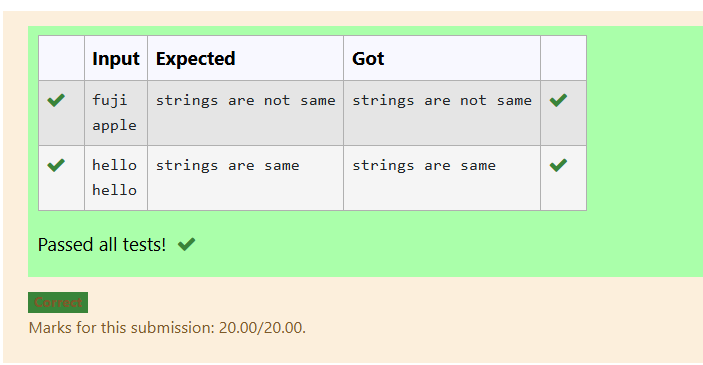 Input Expected Got
fuji strings are not same strings are not same
apple
hello strings are same strings are same
hello
Passed all tests!
Correct
Marks for this submission: 20.00/20.00.